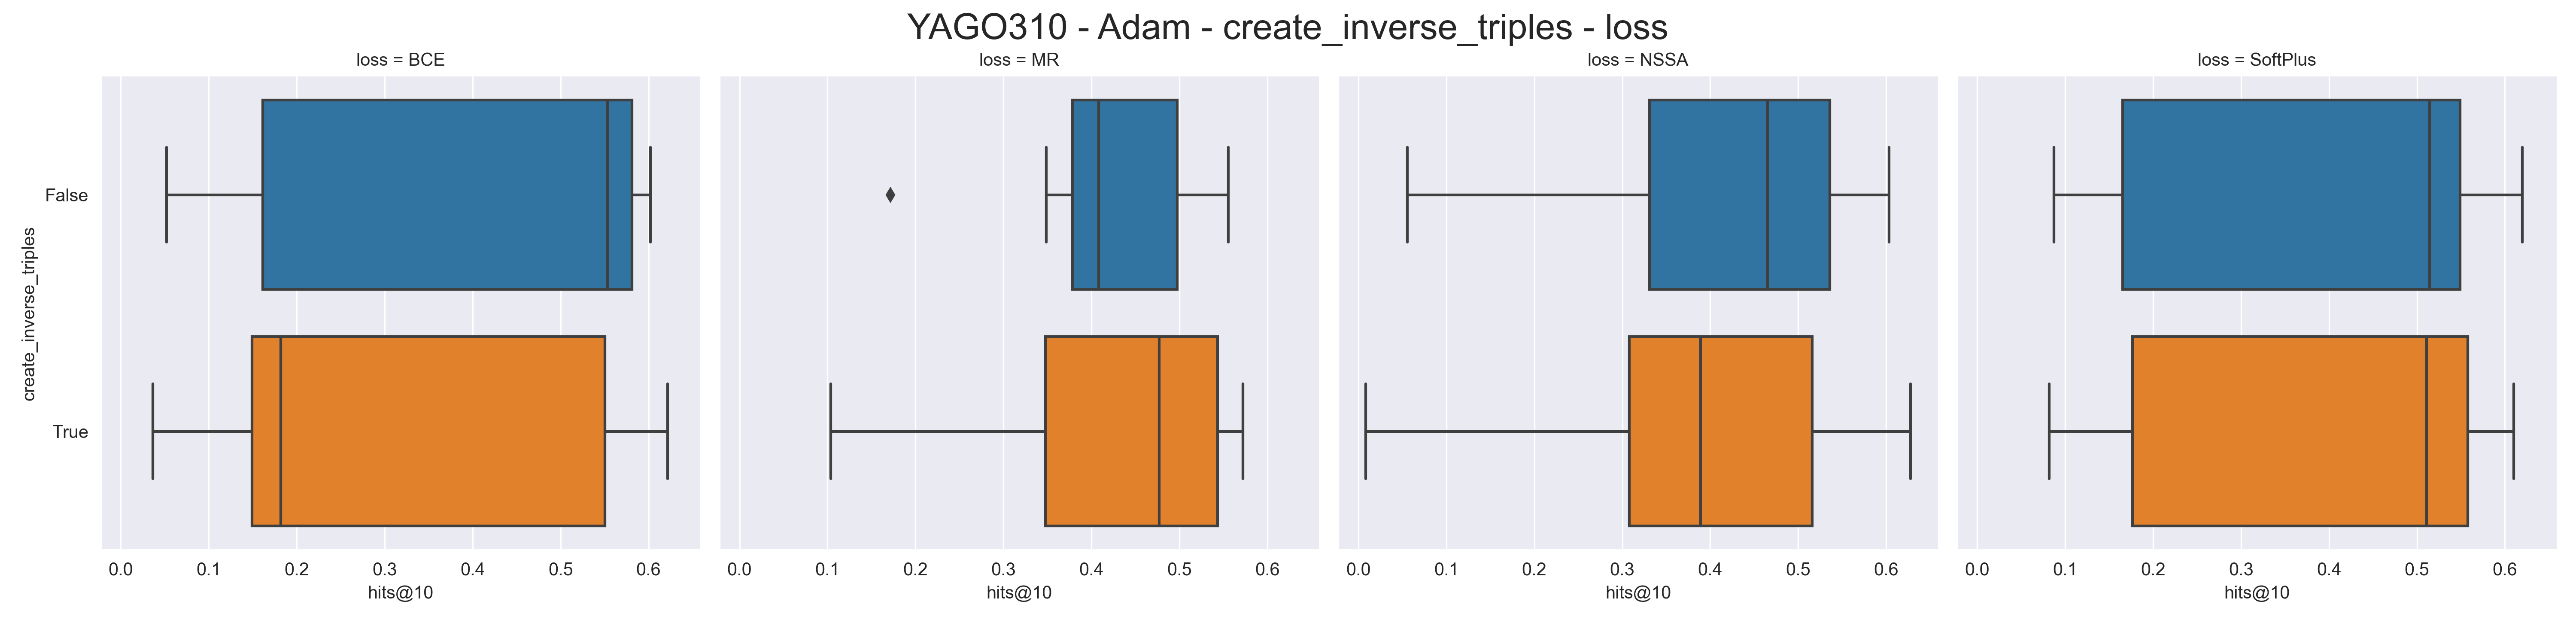 YAGO310 - Adam - create_inverse_triples - loss
loss = BCE
loss = MR
loss = NSSA
loss = SoftPlus
create_inverse_triples
False
True
0.0 0.1 0.2 0.3 0.4 0.5 0.6
hits@10
0.0 0.1 0.2 0.3 0.4 0.5 0.6
hits@10
0.0 0.1 0.2 0.3 0.4 0.5 0.6
hits@10
0.0 0.1 0.2 0.3 0.4 0.5 0.6
hits@10